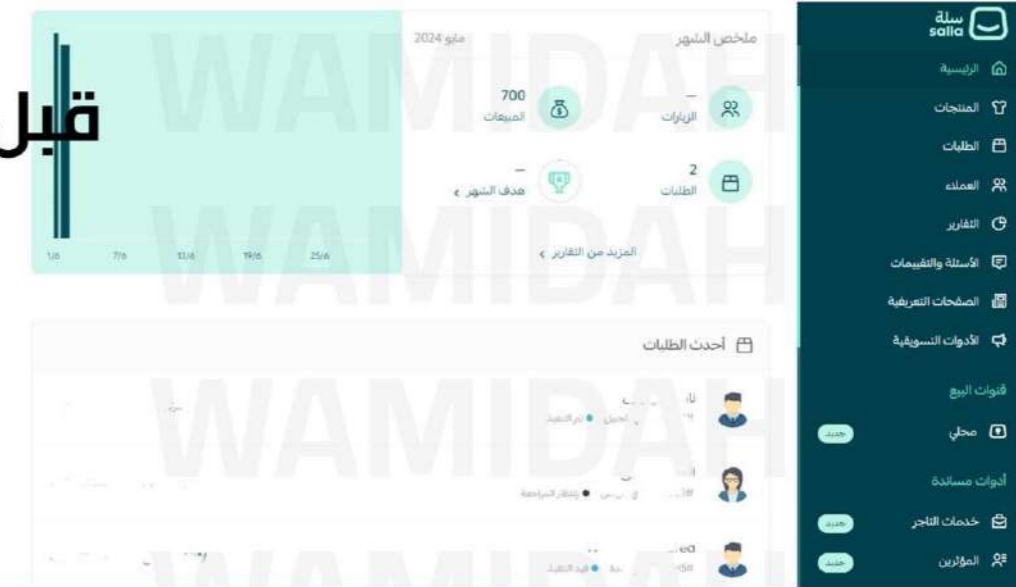 سلة
salla
الرئيسية
المنتجات
الطلبات
العملاء
التقارير
الأسئلة والتقييمات
الصفحات التعريفية
الأدوات التسويقية
قنوات البيع
محلي
جديد
أدوات مساندة
خدمات التاجر
جديد
المؤثرين
جديد
ملخص الشهر
مايو 2024
الزيارات
700
المبيعات
2
الطلبات
هدف الشهر
المزيد من التقارير
قبل
1/6 7/6 13/6 19/6 25/6
أحدث الطلبات
تم التنفيذ
بانتظار المراجعة
قيد التنفيذ
WAMIDAH
WAMIDAH
WAMIDAH
WAMIDAH